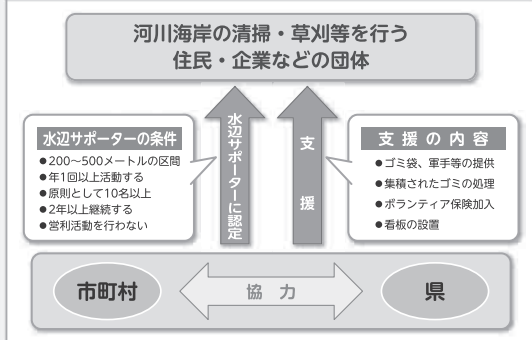 河川海岸の清掃・草刈等を行う
住民・企業などの団体
水辺サポーターの条件
●200～500メートルの区間
●年1回以上活動する
●原則として10名以上
●2年以上継続する
●営利活動を行わない
水辺サポーターに認定
支援
支援の内容
●ゴミ袋、軍手等の提供
●集積されたゴミの処理
●ボランティア保険加入
●看板の設置
市町村
協力
県